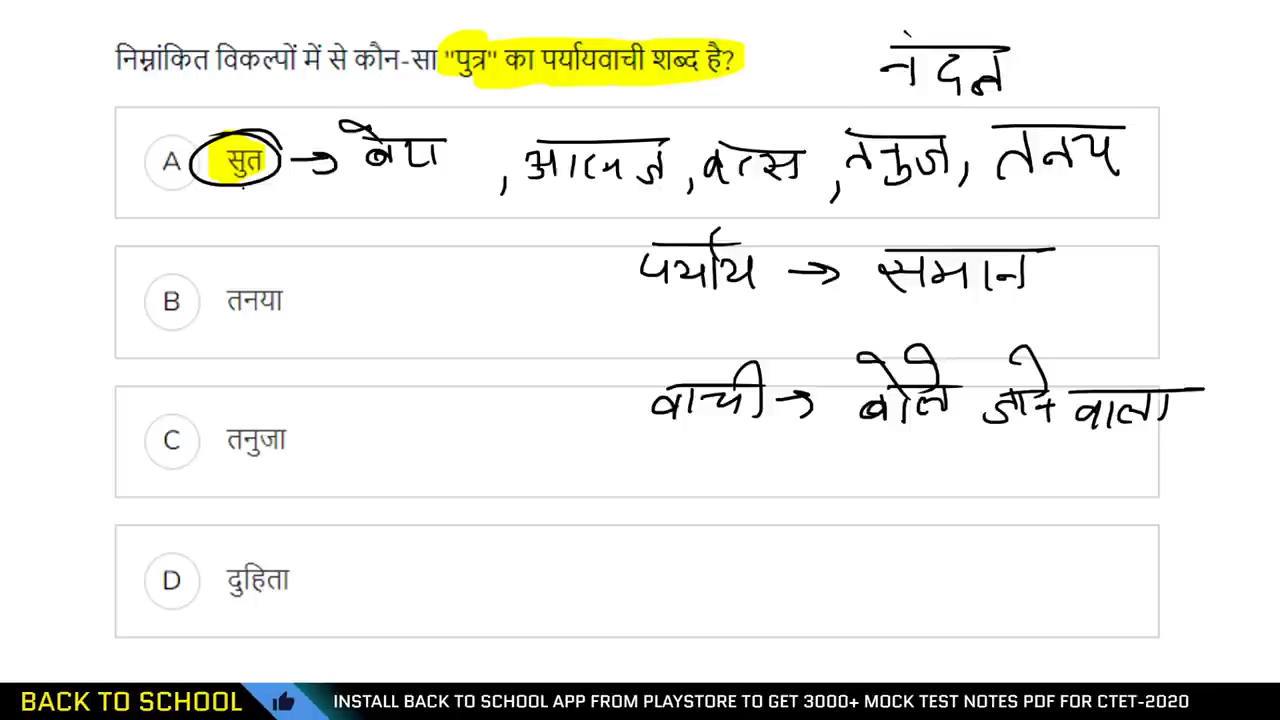 निम्नांकित विकल्पों में से कौन-सा "पुत्र" का पर्यायवाची शब्द है?
नंदन
A सुत → बेटा , आत्मज , वत्स , तनुज , तनय
पर्याय → समान
B तनया
वाची → बोले जाने वाला
C तनुजा
D दुहिता
BACK TO SCHOOL INSTALL BACK TO SCHOOL APP FROM PLAYSTORE TO GET 3000+ MOCK TEST NOTES PDF FOR CTET-2020